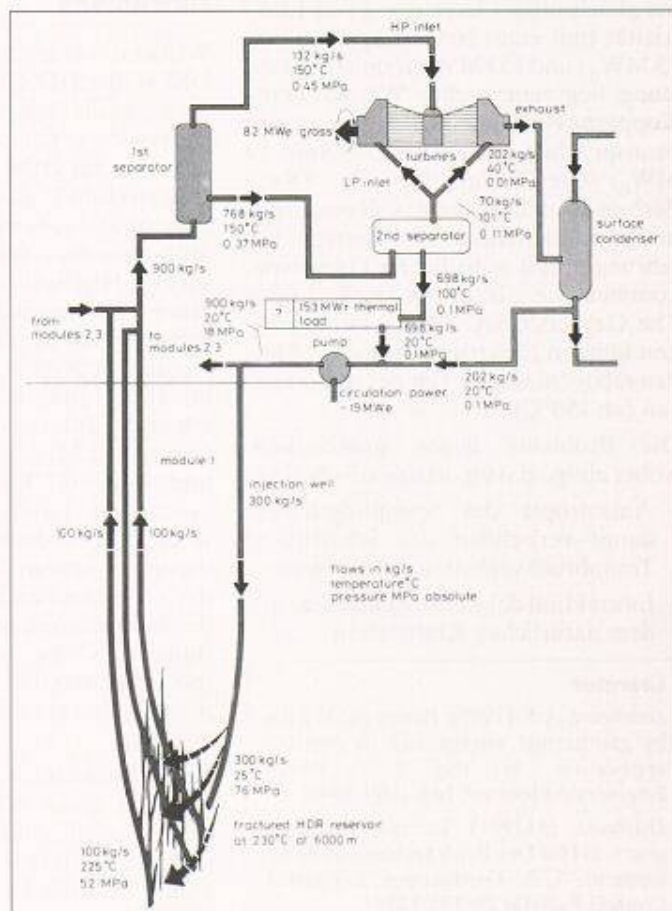 HP inlet
132 kg/s
150°C
0.45 MPa
1st
separator
82 MWe gross
exhaust
turbines
LP inlet
202 kg/s
40°C
0.01 MPa
768 kg/s
150°C
0.37 MPa
70 kg/s
101°C
0.11 MPa
2nd separator
surface
condenser
900 kg/s
698 kg/s
100°C
0.1 MPa
900 kg/s
20°C
18 MPa
? 153 MWt thermal
load
698 kg/s
20°C
0.1 MPa
from
modules 2,3
to
modules 2,3
pump
circulation power
~19 MWe
202 kg/s
20°C
0.1 MPa
module 1
injection well
300 kg/s
100 kg/s
100 kg/s
flows in kg/s
temperature °C
pressure MPa absolute
300 kg/s
25°C
76 MPa
fractured HDR reservoir
at 230°C at 6000 m
100 kg/s
225°C
52 MPa